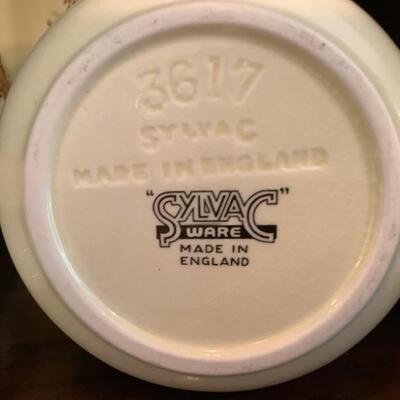 3617
SYLVAC
MADE IN ENGLAND
"SYLVAC"
WARE
MADE IN
ENGLAND